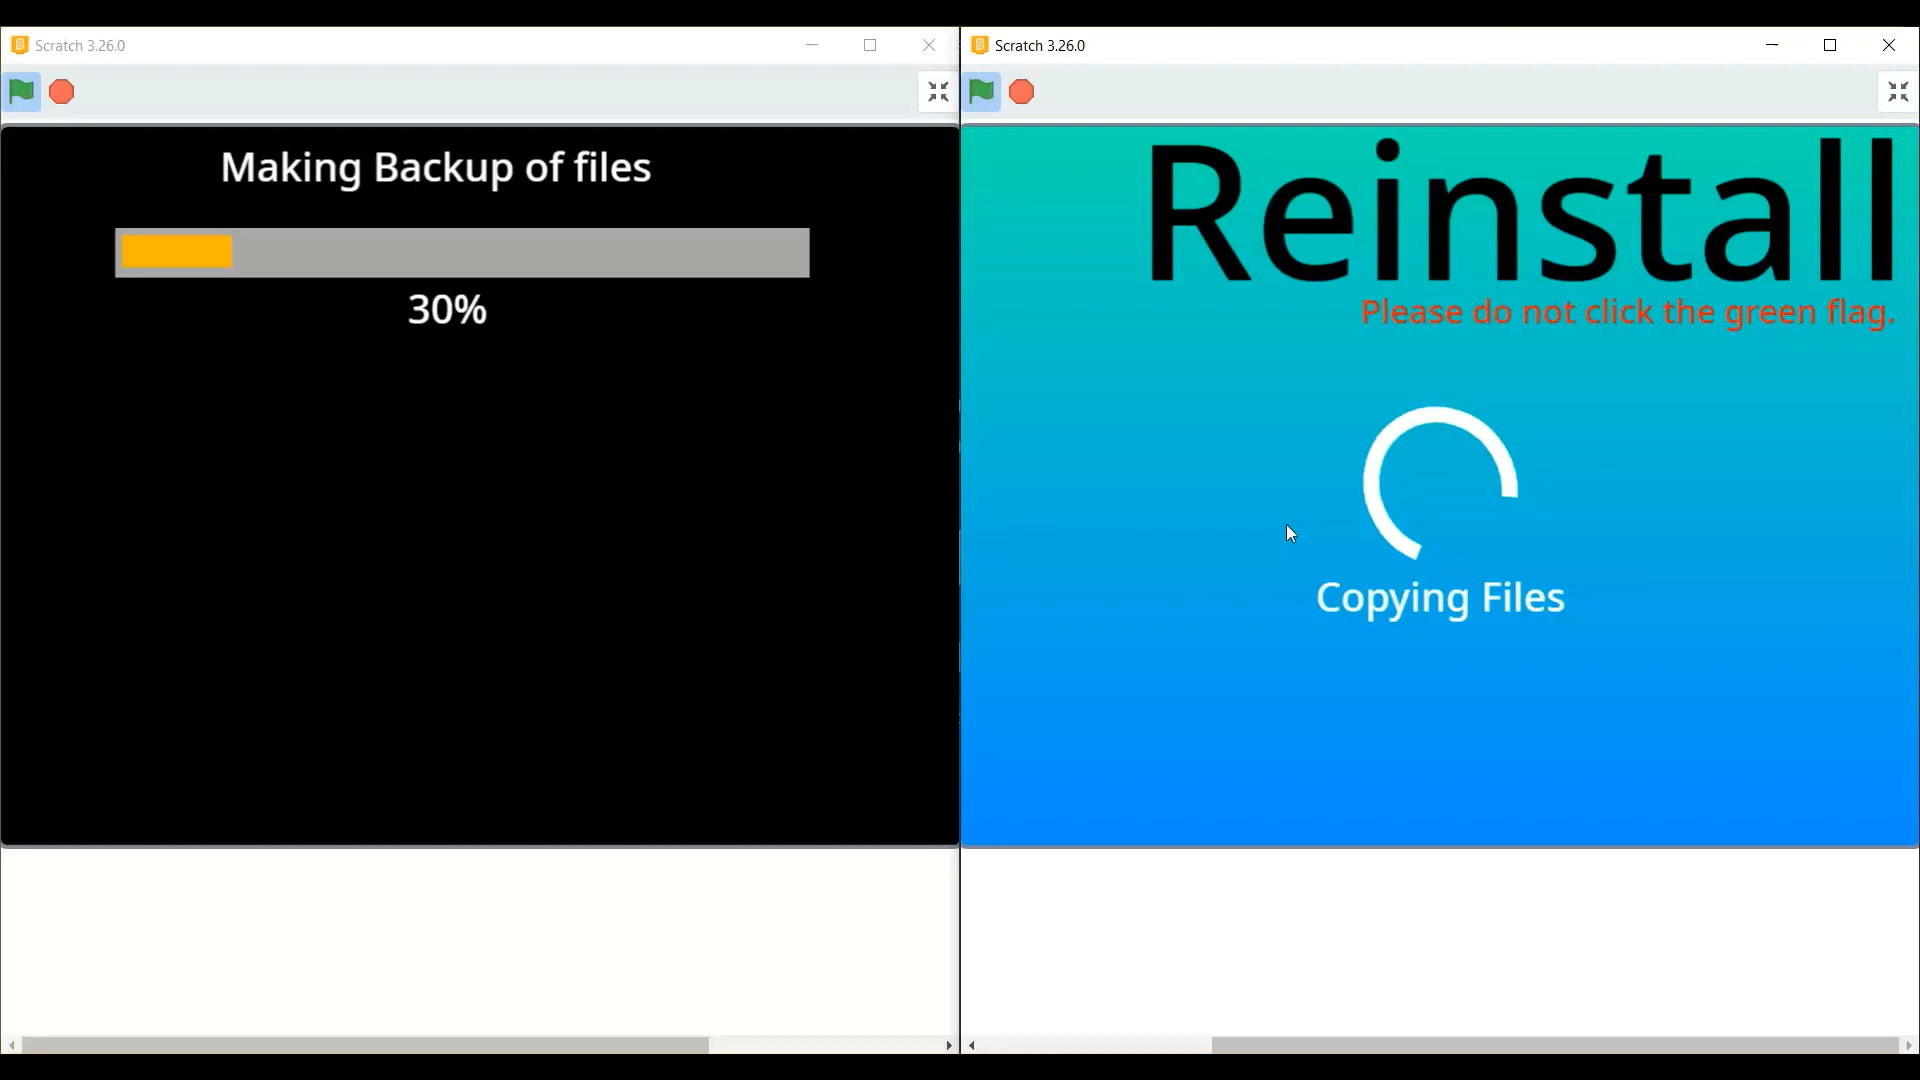 Scratch 3.26.0
Making Backup of files
30%
Scratch 3.26.0
Reinstall
Please do not click the green flag.
Copying Files